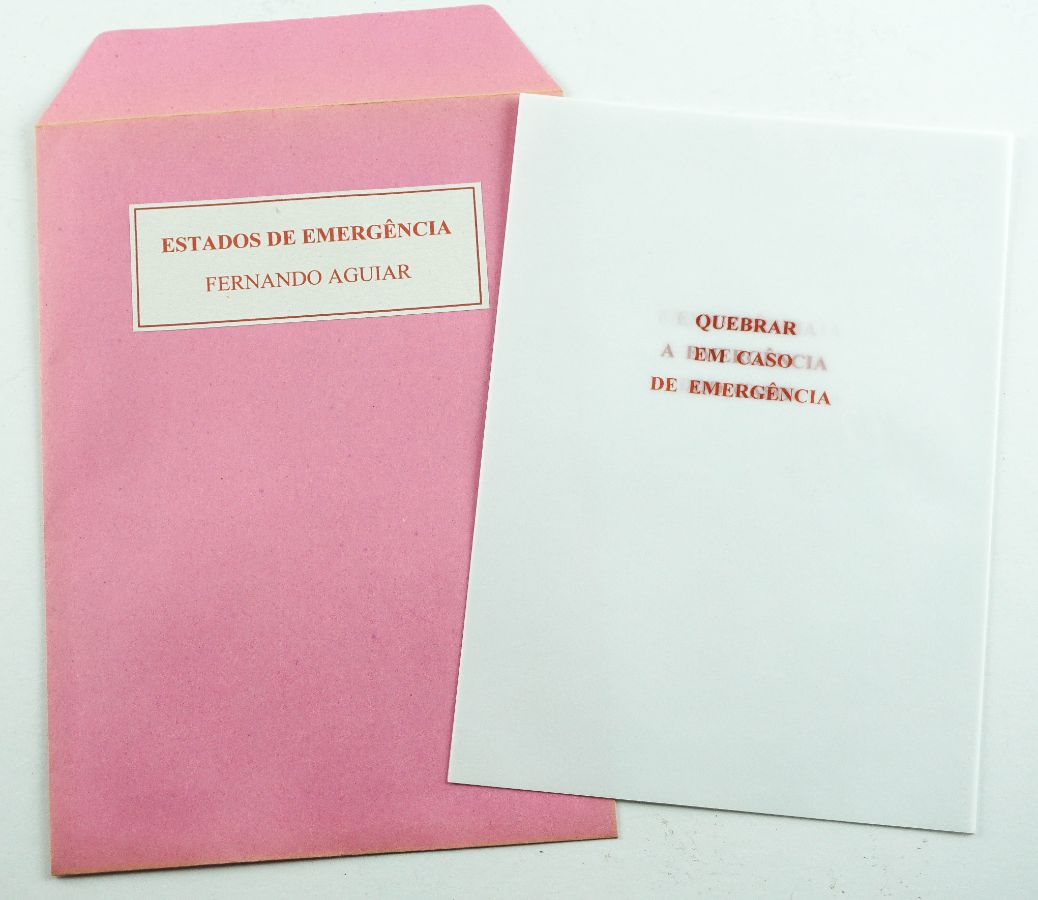 ESTADOS DE EMERGÊNCIA
FERNANDO AGUIAR
QUEBRAR
EM CASO
DE EMERGÊNCIA